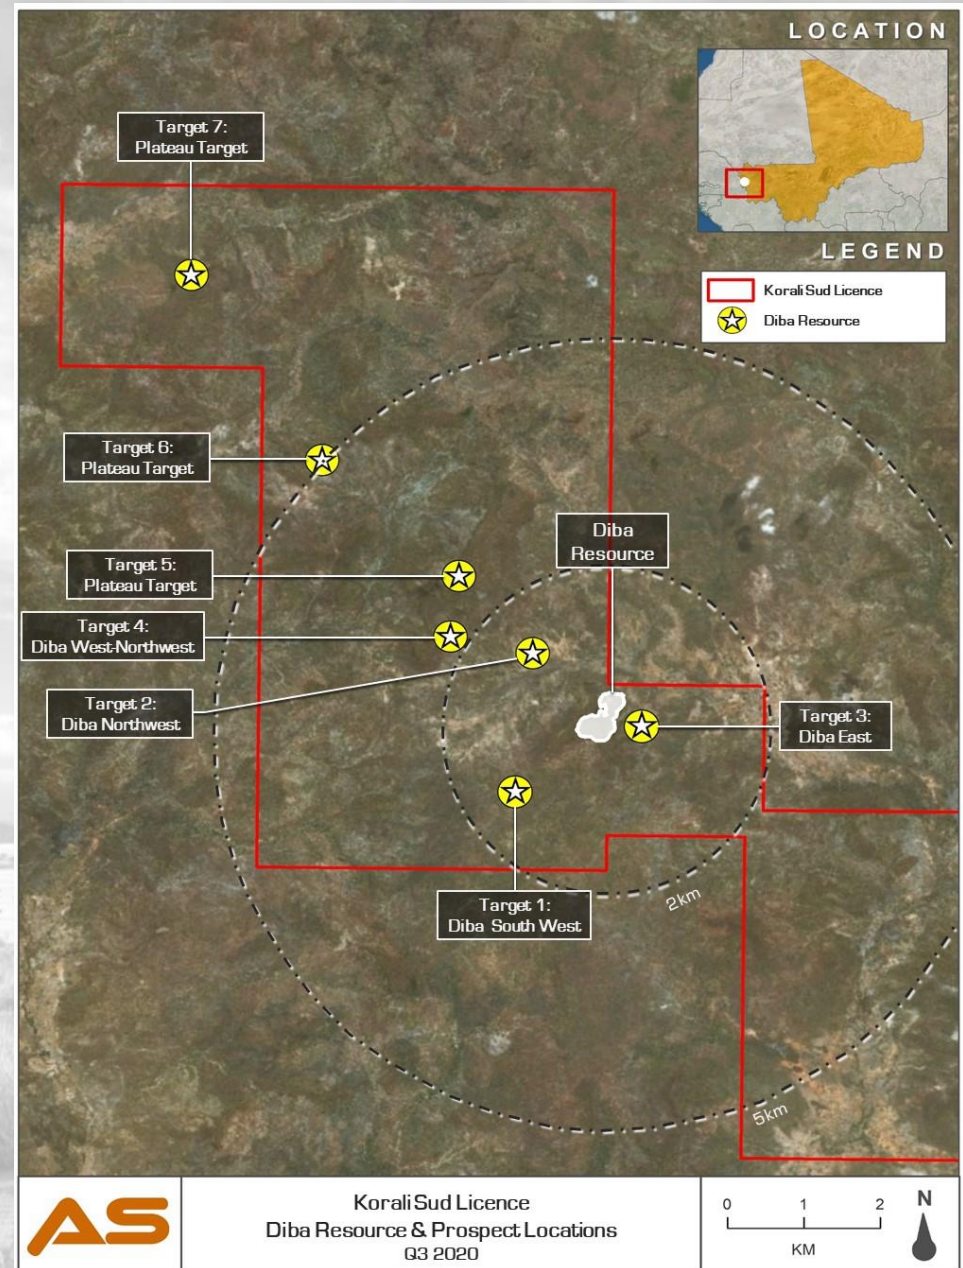 LOCATION
LEGEND
Korali Sud Licence
Diba Resource
Target 7:
Plateau Target
Target 6:
Plateau Target
Diba
Resource
Target 5:
Plateau Target
Target 4:
Diba West-Northwest
Target 2:
Diba Northwest
Target 3:
Diba East
Target 1:
Diba South West
2km
5km
AS
Korali Sud Licence
Diba Resource & Prospect Locations
Q3 2020
0 1 2
KM
N